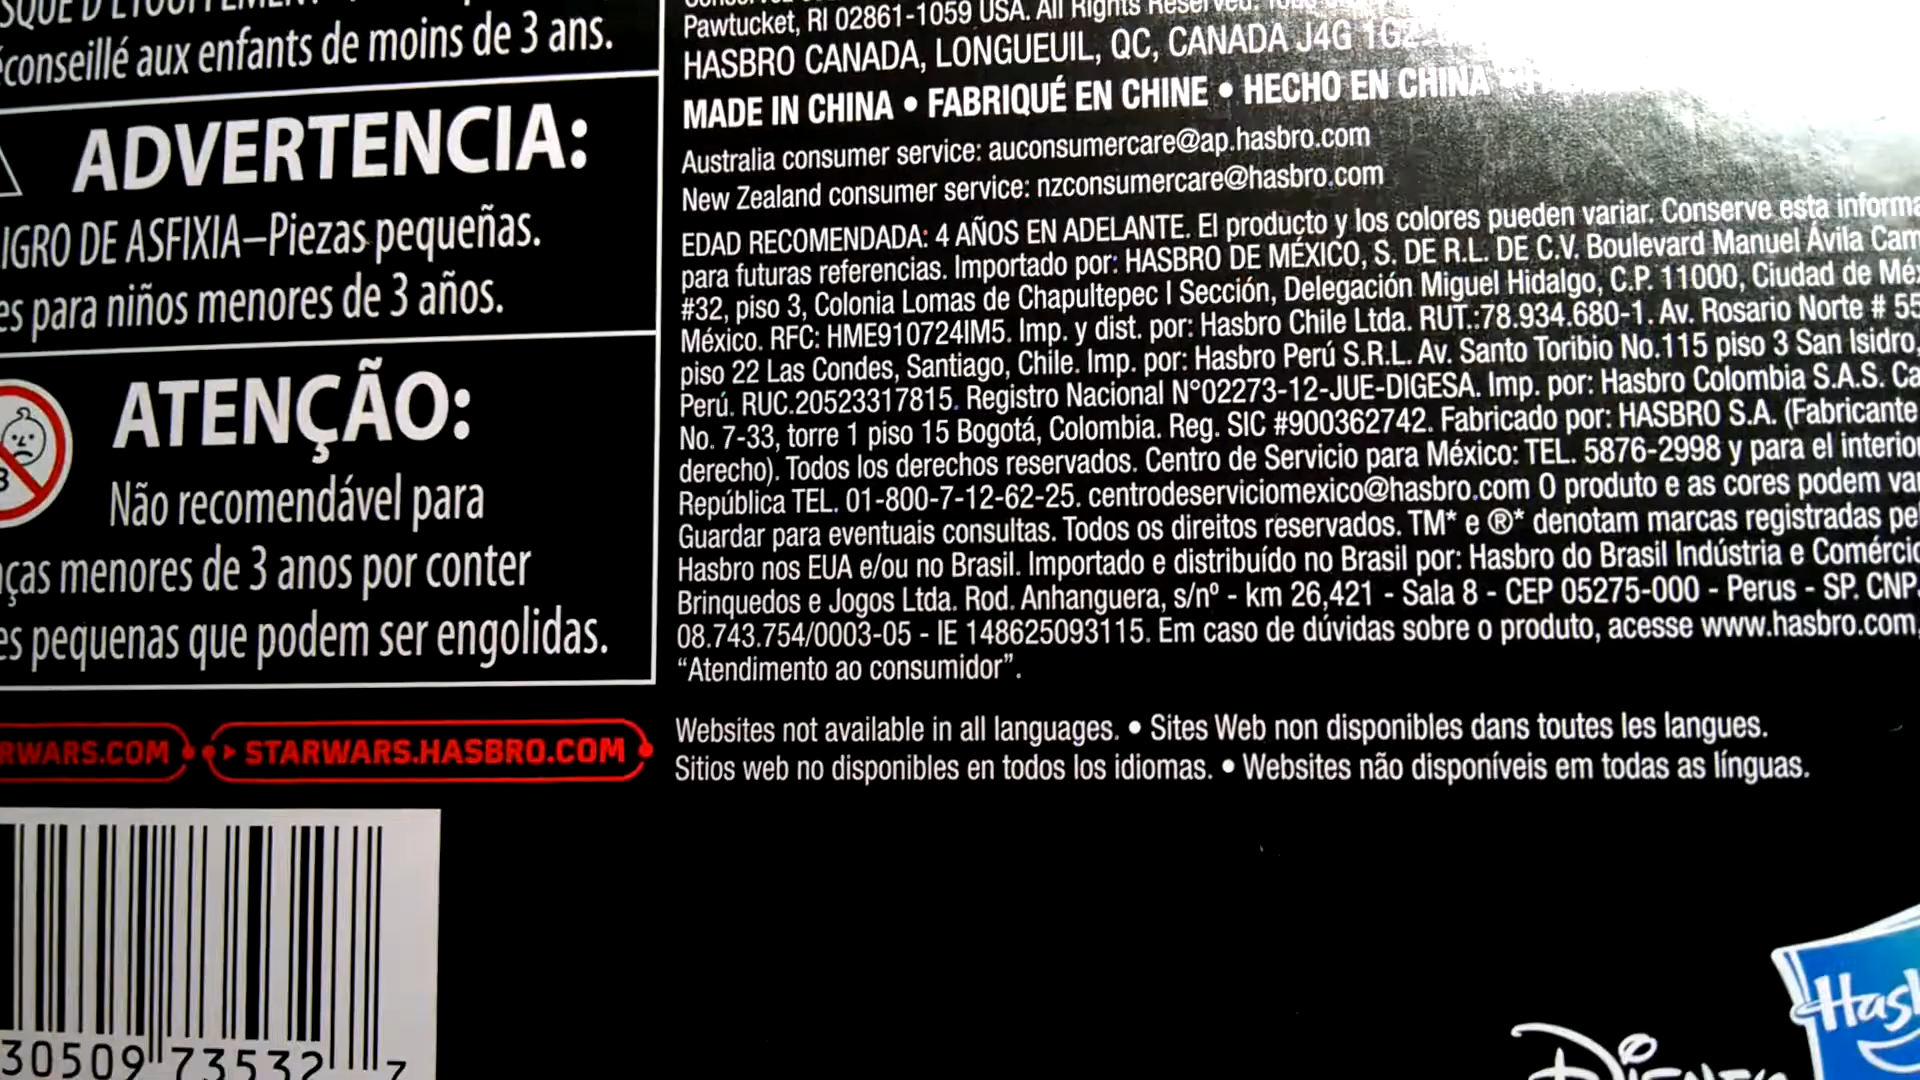 conseillé aux enfants de moins de 3 ans.
ADVERTENCIA:
IGRO DE ASFIXIA–Piezas pequeñas.
es para niños menores de 3 años.
ATENÇÃO:
3
Não recomendável para
ças menores de 3 anos por conter
es pequenas que podem ser engolidas.
RWARS.COM
STARWARS.HASBRO.COM
30509 73532 7
Pawtucket, RI 02861-1059 USA. All Rights Reserved.
HASBRO CANADA, LONGUEUIL, QC, CANADA J4G 1G2
MADE IN CHINA • FABRIQUÉ EN CHINE • HECHO EN CHINA
Australia consumer service: auconsumercare@ap.hasbro.com
New Zealand consumer service: nzconsumercare@hasbro.com
EDAD RECOMENDADA: 4 AÑOS EN ADELANTE. El producto y los colores pueden variar. Conserve esta informa
para futuras referencias. Importado por: HASBRO DE MÉXICO, S. DE R.L. DE C.V. Boulevard Manuel Ávila Cam
#32, piso 3, Colonia Lomas de Chapultepec I Sección, Delegación Miguel Hidalgo, C.P. 11000, Ciudad de Méx
México. RFC: HME910724IM5. Imp. y dist. por: Hasbro Chile Ltda. RUT.:78.934.680-1. Av. Rosario Norte # 55
piso 22 Las Condes, Santiago, Chile. Imp. por: Hasbro Perú S.R.L. Av. Santo Toribio No.115 piso 3 San Isidro,
Perú. RUC.20523317815. Registro Nacional N°02273-12-JUE-DIGESA. Imp. por: Hasbro Colombia S.A.S. Ca
No. 7-33, torre 1 piso 15 Bogotá, Colombia. Reg. SIC #900362742. Fabricado por: HASBRO S.A. (Fabricante
derecho). Todos los derechos reservados. Centro de Servicio para México: TEL. 5876-2998 y para el interior
República TEL. 01-800-7-12-62-25. centrodeserviciomexico@hasbro.com O produto e as cores podem var
Guardar para eventuais consultas. Todos os direitos reservados. TM* e ®* denotam marcas registradas pe
Hasbro nos EUA e/ou no Brasil. Importado e distribuído no Brasil por: Hasbro do Brasil Indústria e Comércio
Brinquedos e Jogos Ltda. Rod. Anhanguera, s/nº - km 26,421 - Sala 8 - CEP 05275-000 - Perus - SP. CNP
08.743.754/0003-05 - IE 148625093115. Em caso de dúvidas sobre o produto, acesse www.hasbro.com
“Atendimento ao consumidor”.
Websites not available in all languages. • Sites Web non disponibles dans toutes les langues.
Sitios web no disponibles en todos los idiomas. • Websites não disponíveis em todas as línguas.
Disney
Hasb